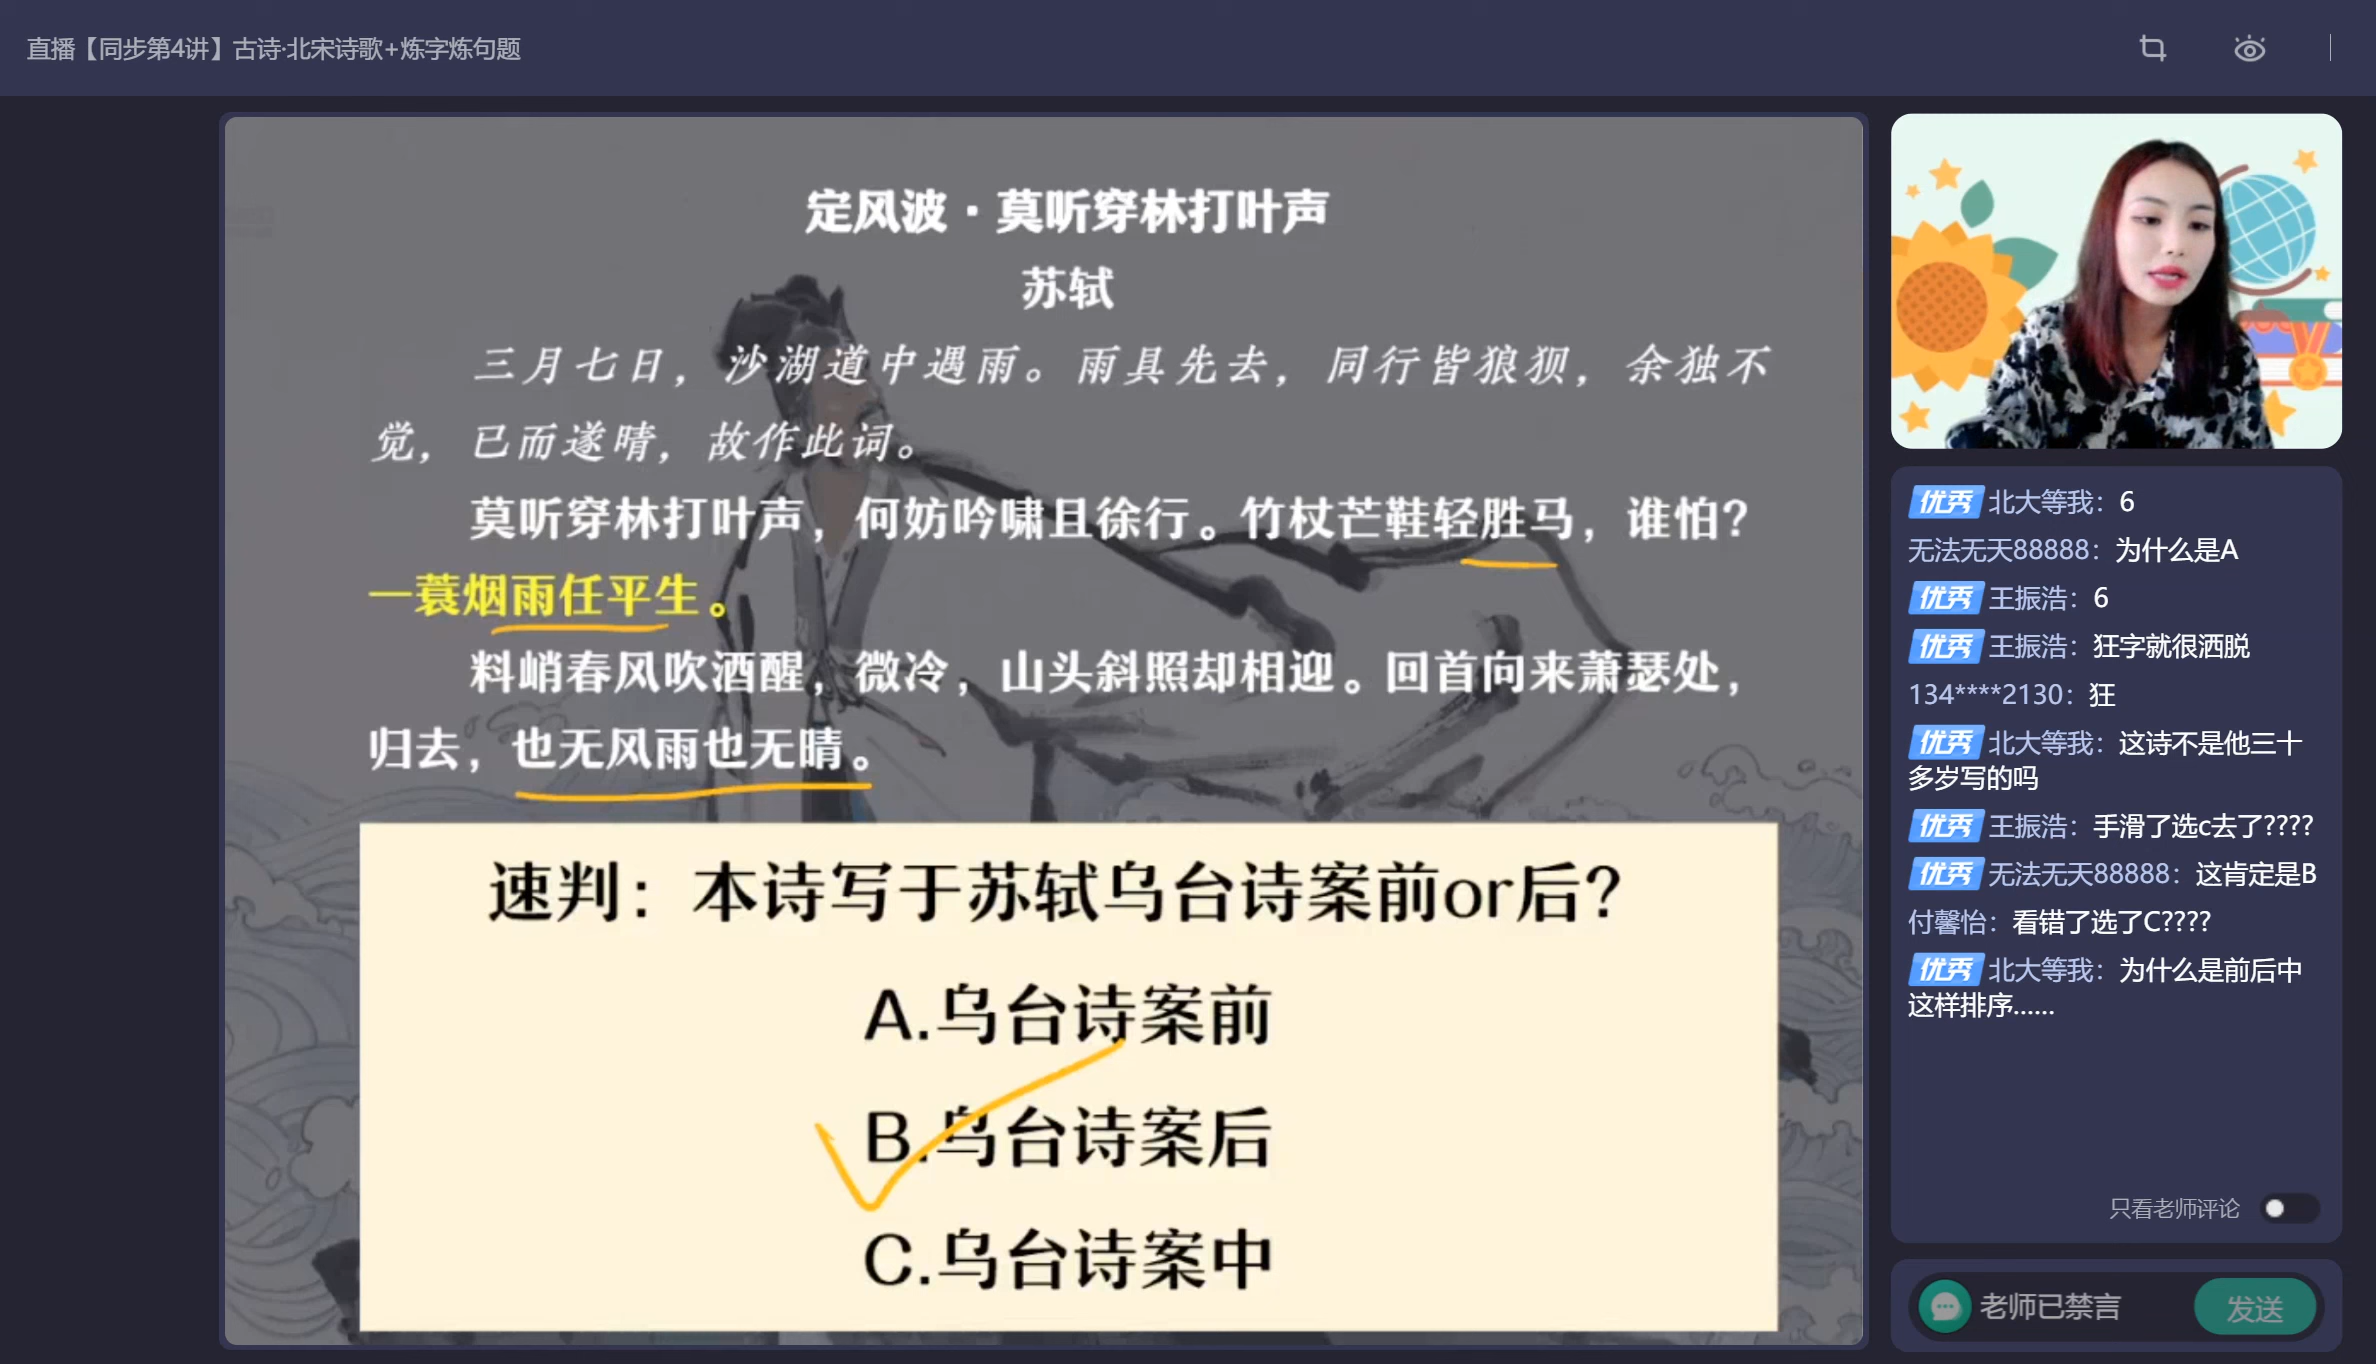 直播【同步第4讲】古诗·北宋诗歌+炼字炼句题
定风波·莫听穿林打叶声
苏轼
三月七日，沙湖道中遇雨。雨具先去，同行皆狼狈，余独不
觉，已而遂晴，故作此词。
莫听穿林打叶声，何妨吟啸且徐行。竹杖芒鞋轻胜马，谁怕？
一蓑烟雨任平生。
料峭春风吹酒醒，微冷，山头斜照却相迎。回首向来萧瑟处，
归去，也无风雨也无晴。
速判：本诗写于苏轼乌台诗案前or后？
A.乌台诗案前
B.乌台诗案后
C.乌台诗案中
优秀 北大等我：6
无法无天88888：为什么是A
优秀 王振浩：6
优秀 王振浩：狂字就很洒脱
134****2130：狂
优秀 北大等我：这诗不是他三十
多岁写的吗
优秀 王振浩：手滑了选c去了????
优秀 无法无天88888：这肯定是B
付馨怡：看错了选了C????
优秀 北大等我：为什么是前后中
这样排序......
只看老师评论
老师已禁言
发送